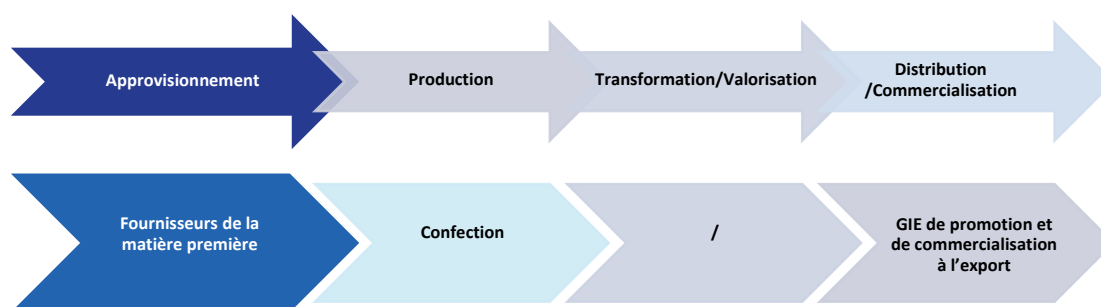 Approvisionnement
Production
Transformation/Valorisation
Distribution
/Commercialisation
Fournisseurs de la
matière première
Confection
/
GIE de promotion et
de commercialisation
à l’export